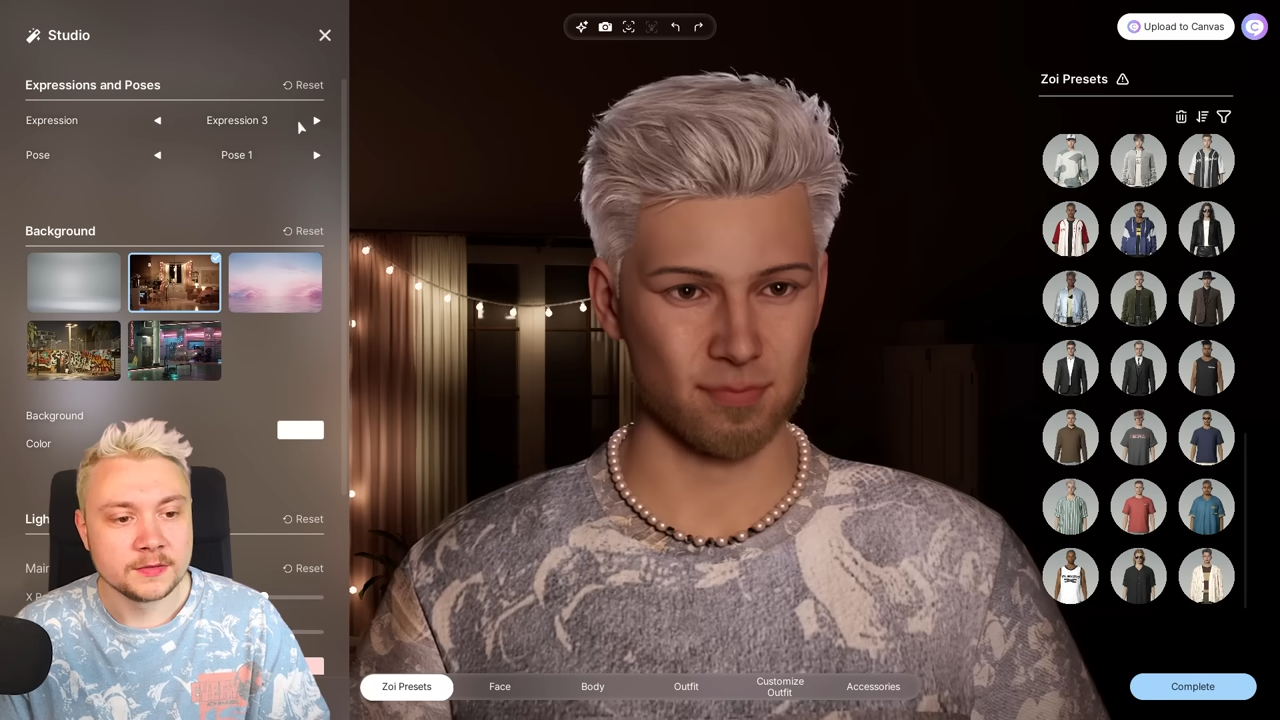 Studio
Upload to Canvas
Expressions and Poses
Reset
Zoi Presets
Expression
Expression 3
Pose
Pose 1
Background
Reset
Background
Color
Reset
Reset
Zoi Presets
Face
Body
Outfit
Customize
Outfit
Accessories
Complete